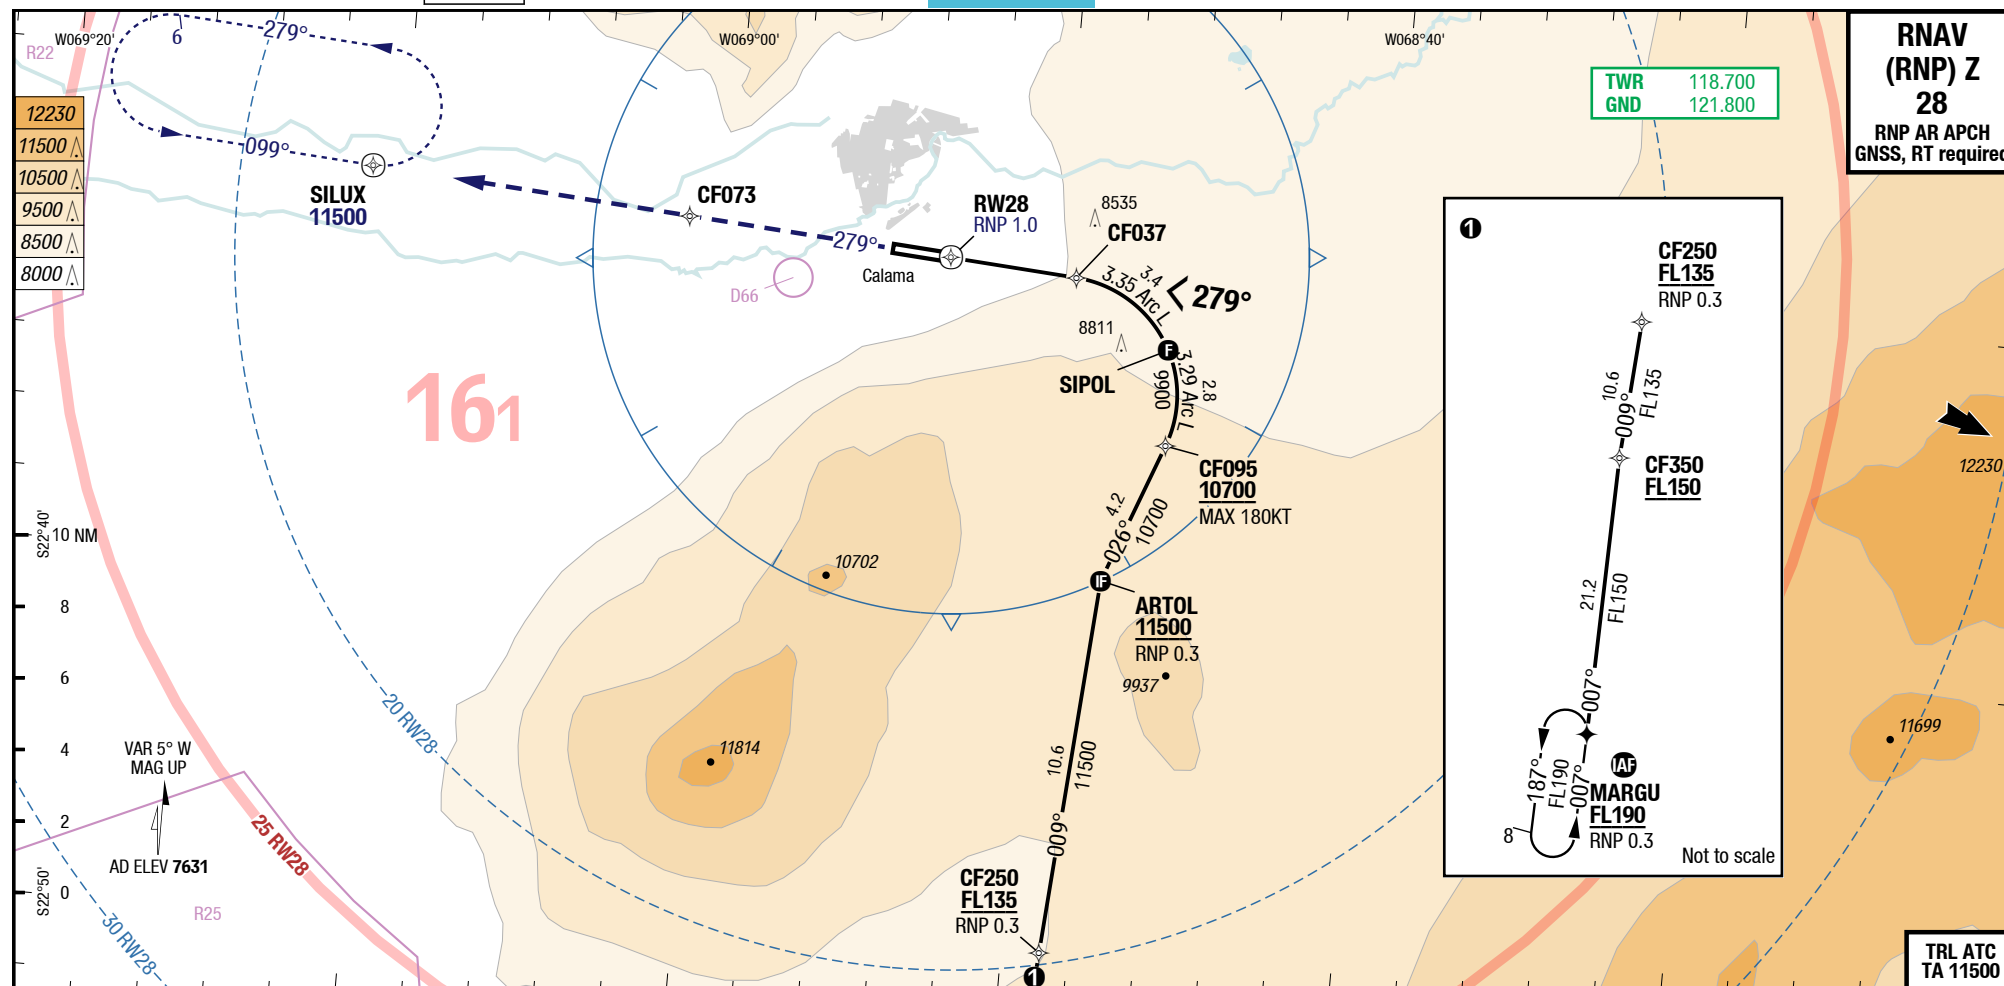 W069°20'
W069°00'
W068°40'
RNAV
(RNP) Z
28
RNP AR APCH
GNSS, RT required
TWR 118.700
GND 121.800
R22
6
279°
099°
12230
11500
10500
9500
8500
8000
SILUX
11500
CF073
RW28
RNP 1.0
279°
Calama
D66
8535
CF037
3.4
3.35 Arc L
279°
8811
F
SIPOL
3.29 Arc L
2.8
9900
161
CF095
10700
MAX 180KT
4.2
026°
10700
IF
ARTOL
11500
RNP 0.3
9937
10702
11814
10.6
11500
009°
CF250
FL135
RNP 0.3
1
S22°40'
10 NM
8
6
4
2
0
S22°50'
VAR 5° W
MAG UP
AD ELEV 7631
R25
20 RW28
25 RW28
30 RW28
1
CF250
FL135
RNP 0.3
10.6
009°
FL135
CF350
FL150
21.2
FL150
007°
187°
FL190
007°
8
IAF
MARGU
FL190
RNP 0.3
Not to scale
12230
11699
TRL ATC
TA 11500